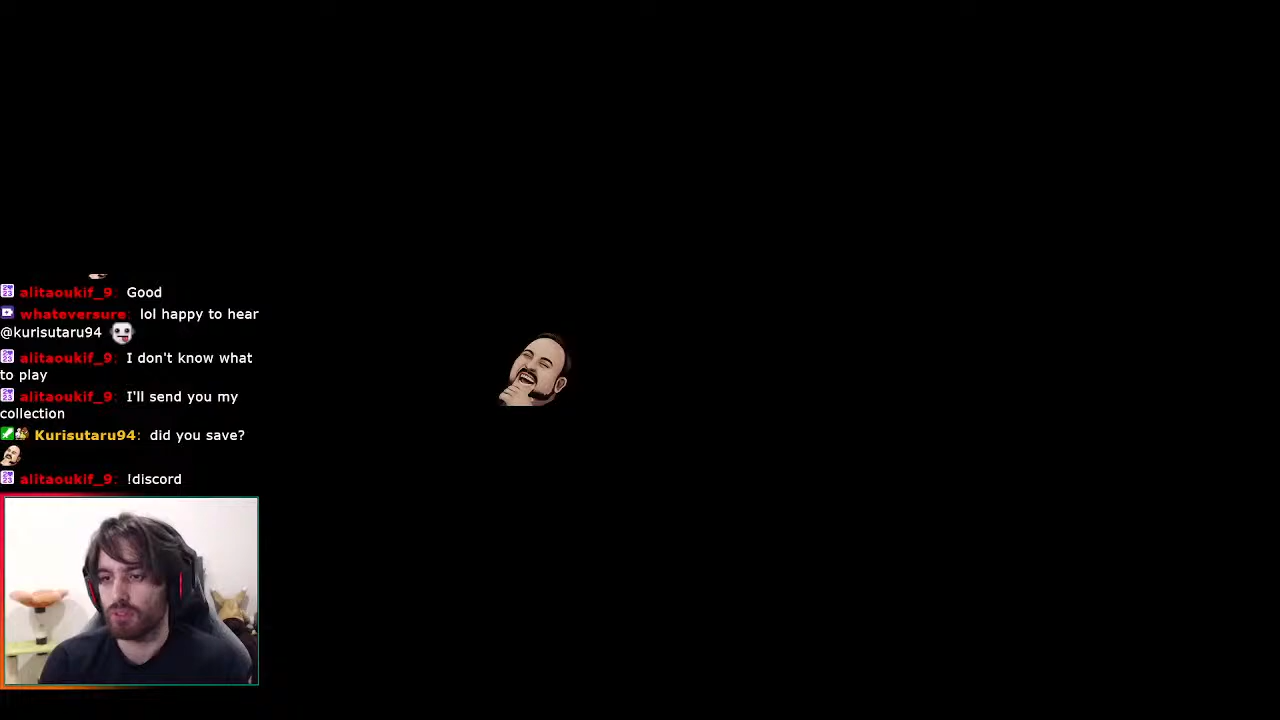 alitaoukif_9: Good
whateversure: lol happy to hear
@kurisutaru94
alitaoukif_9: I don't know what
to play
alitaoukif_9: I'll send you my
collection
Kurisutaru94: did you save?
alitaoukif_9: !discord